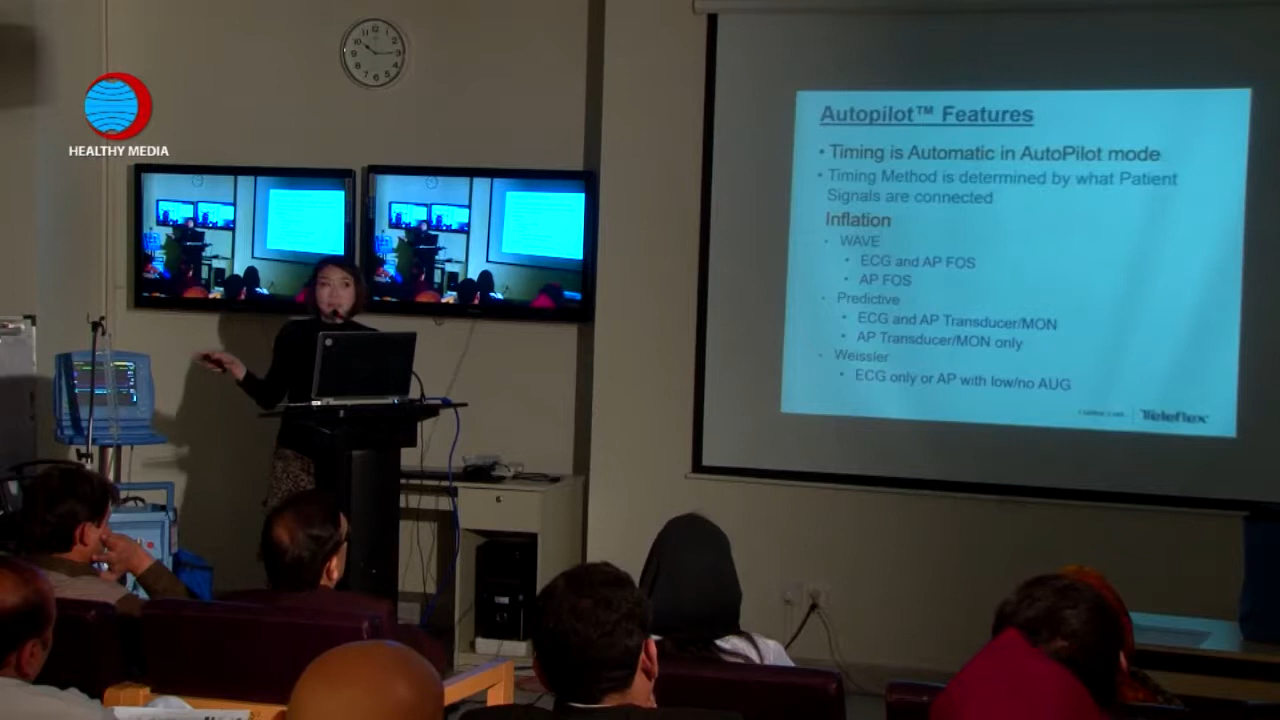 HEALTHY MEDIA
Autopilot™ Features
• Timing is Automatic in AutoPilot mode
• Timing Method is determined by what Patient
Signals are connected
Inflation
• WAVE
• ECG and AP FOS
• AP FOS
• Predictive
• ECG and AP Transducer/MON
• AP Transducer/MON only
• Weissler
• ECG only or AP with low/no AUG
Teleflex